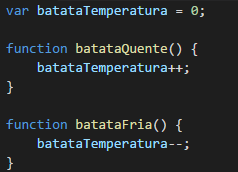 var batataTemperatura = 0;
function batataQuente() {
batataTemperatura++;
}
function batataFria() {
batataTemperatura--;
}